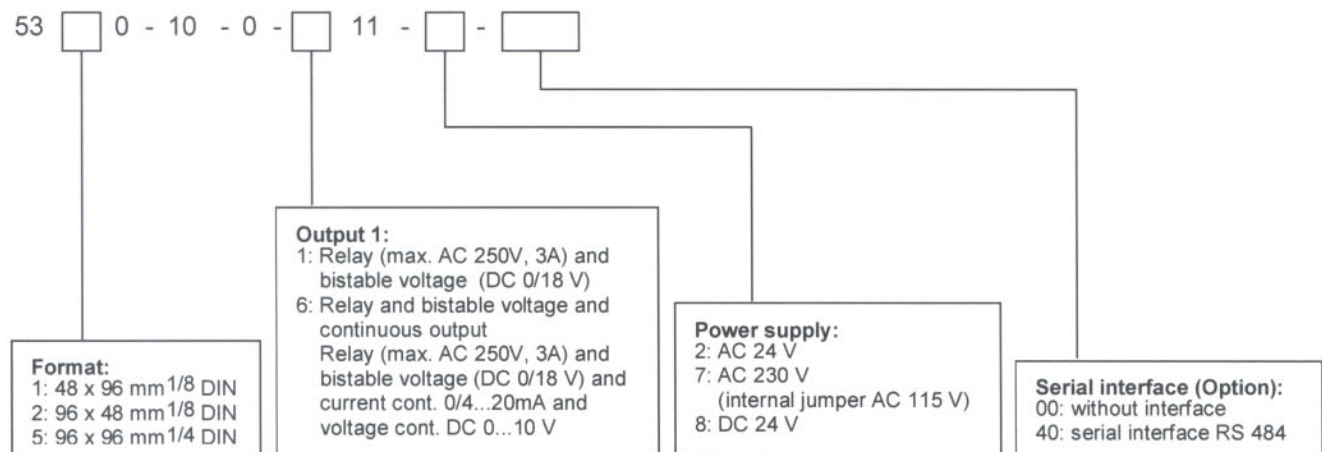 53 0 - 10 - 0 - 11 - -
Output 1:
1: Relay (max. AC 250V, 3A) and
bistable voltage (DC 0/18 V)
6: Relay and bistable voltage and
continuous output
Relay (max. AC 250V, 3A) and
bistable voltage (DC 0/18 V) and
current cont. 0/4...20mA and
voltage cont. DC 0...10 V
Format:
1: 48 x 96 mm 1/8 DIN
2: 96 x 48 mm 1/8 DIN
5: 96 x 96 mm 1/4 DIN
Power supply:
2: AC 24 V
7: AC 230 V
(internal jumper AC 115 V)
8: DC 24 V
Serial interface (Option):
00: without interface
40: serial interface RS 484